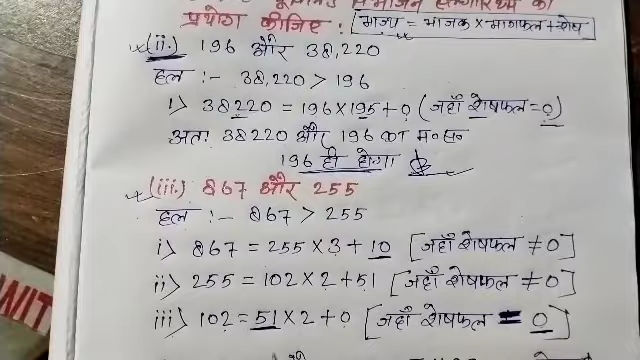 प्रयोग कीजिए : भाज्य = भाजक × भागफल + शेष
(ii.) 196 और 38,220
हल :- 38,220 > 196
i> 38220 = 196×195 + 0 (जहाँ शेषफल = 0)
अतः 38220 और 196 का म॰स॰
196 ही होगा
(iii.) 867 और 255
हल :- 867 > 255
i> 867 = 255 × 3 + 10 [जहाँ शेषफल ≠ 0]
ii> 255 = 102 × 2 + 51 [जहाँ शेषफल ≠ 0]
iii> 102 = 51 × 2 + 0 [जहाँ शेषफल = 0]
WIT